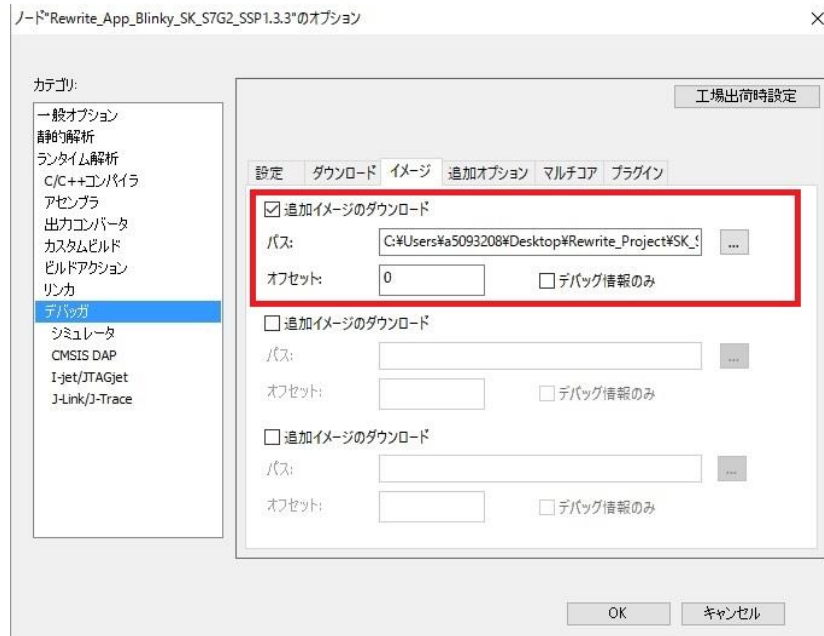 ノード"Rewrite_App_Blinky_SK_S7G2_SSP1.3.3"のオプション
カテゴリ:
一般オプション
静的解析
ランタイム解析
C/C++コンパイラ
アセンブラ
出力コンバータ
カスタムビルド
ビルドアクション
リンカ
デバッガ
シミュレータ
CMSIS DAP
I-jet/JTAGjet
J-Link/J-Trace
工場出荷時設定
設定 ダウンロード イメージ 追加オプション マルチコア プラグイン
追加イメージのダウンロード
パス: C:¥Users¥a5093208¥Desktop¥Rewrite_Project¥SK_S ...
オフセット: 0 デバッグ情報のみ
追加イメージのダウンロード
パス: ...
オフセット: デバッグ情報のみ
追加イメージのダウンロード
パス: ...
オフセット: デバッグ情報のみ
OK キャンセル